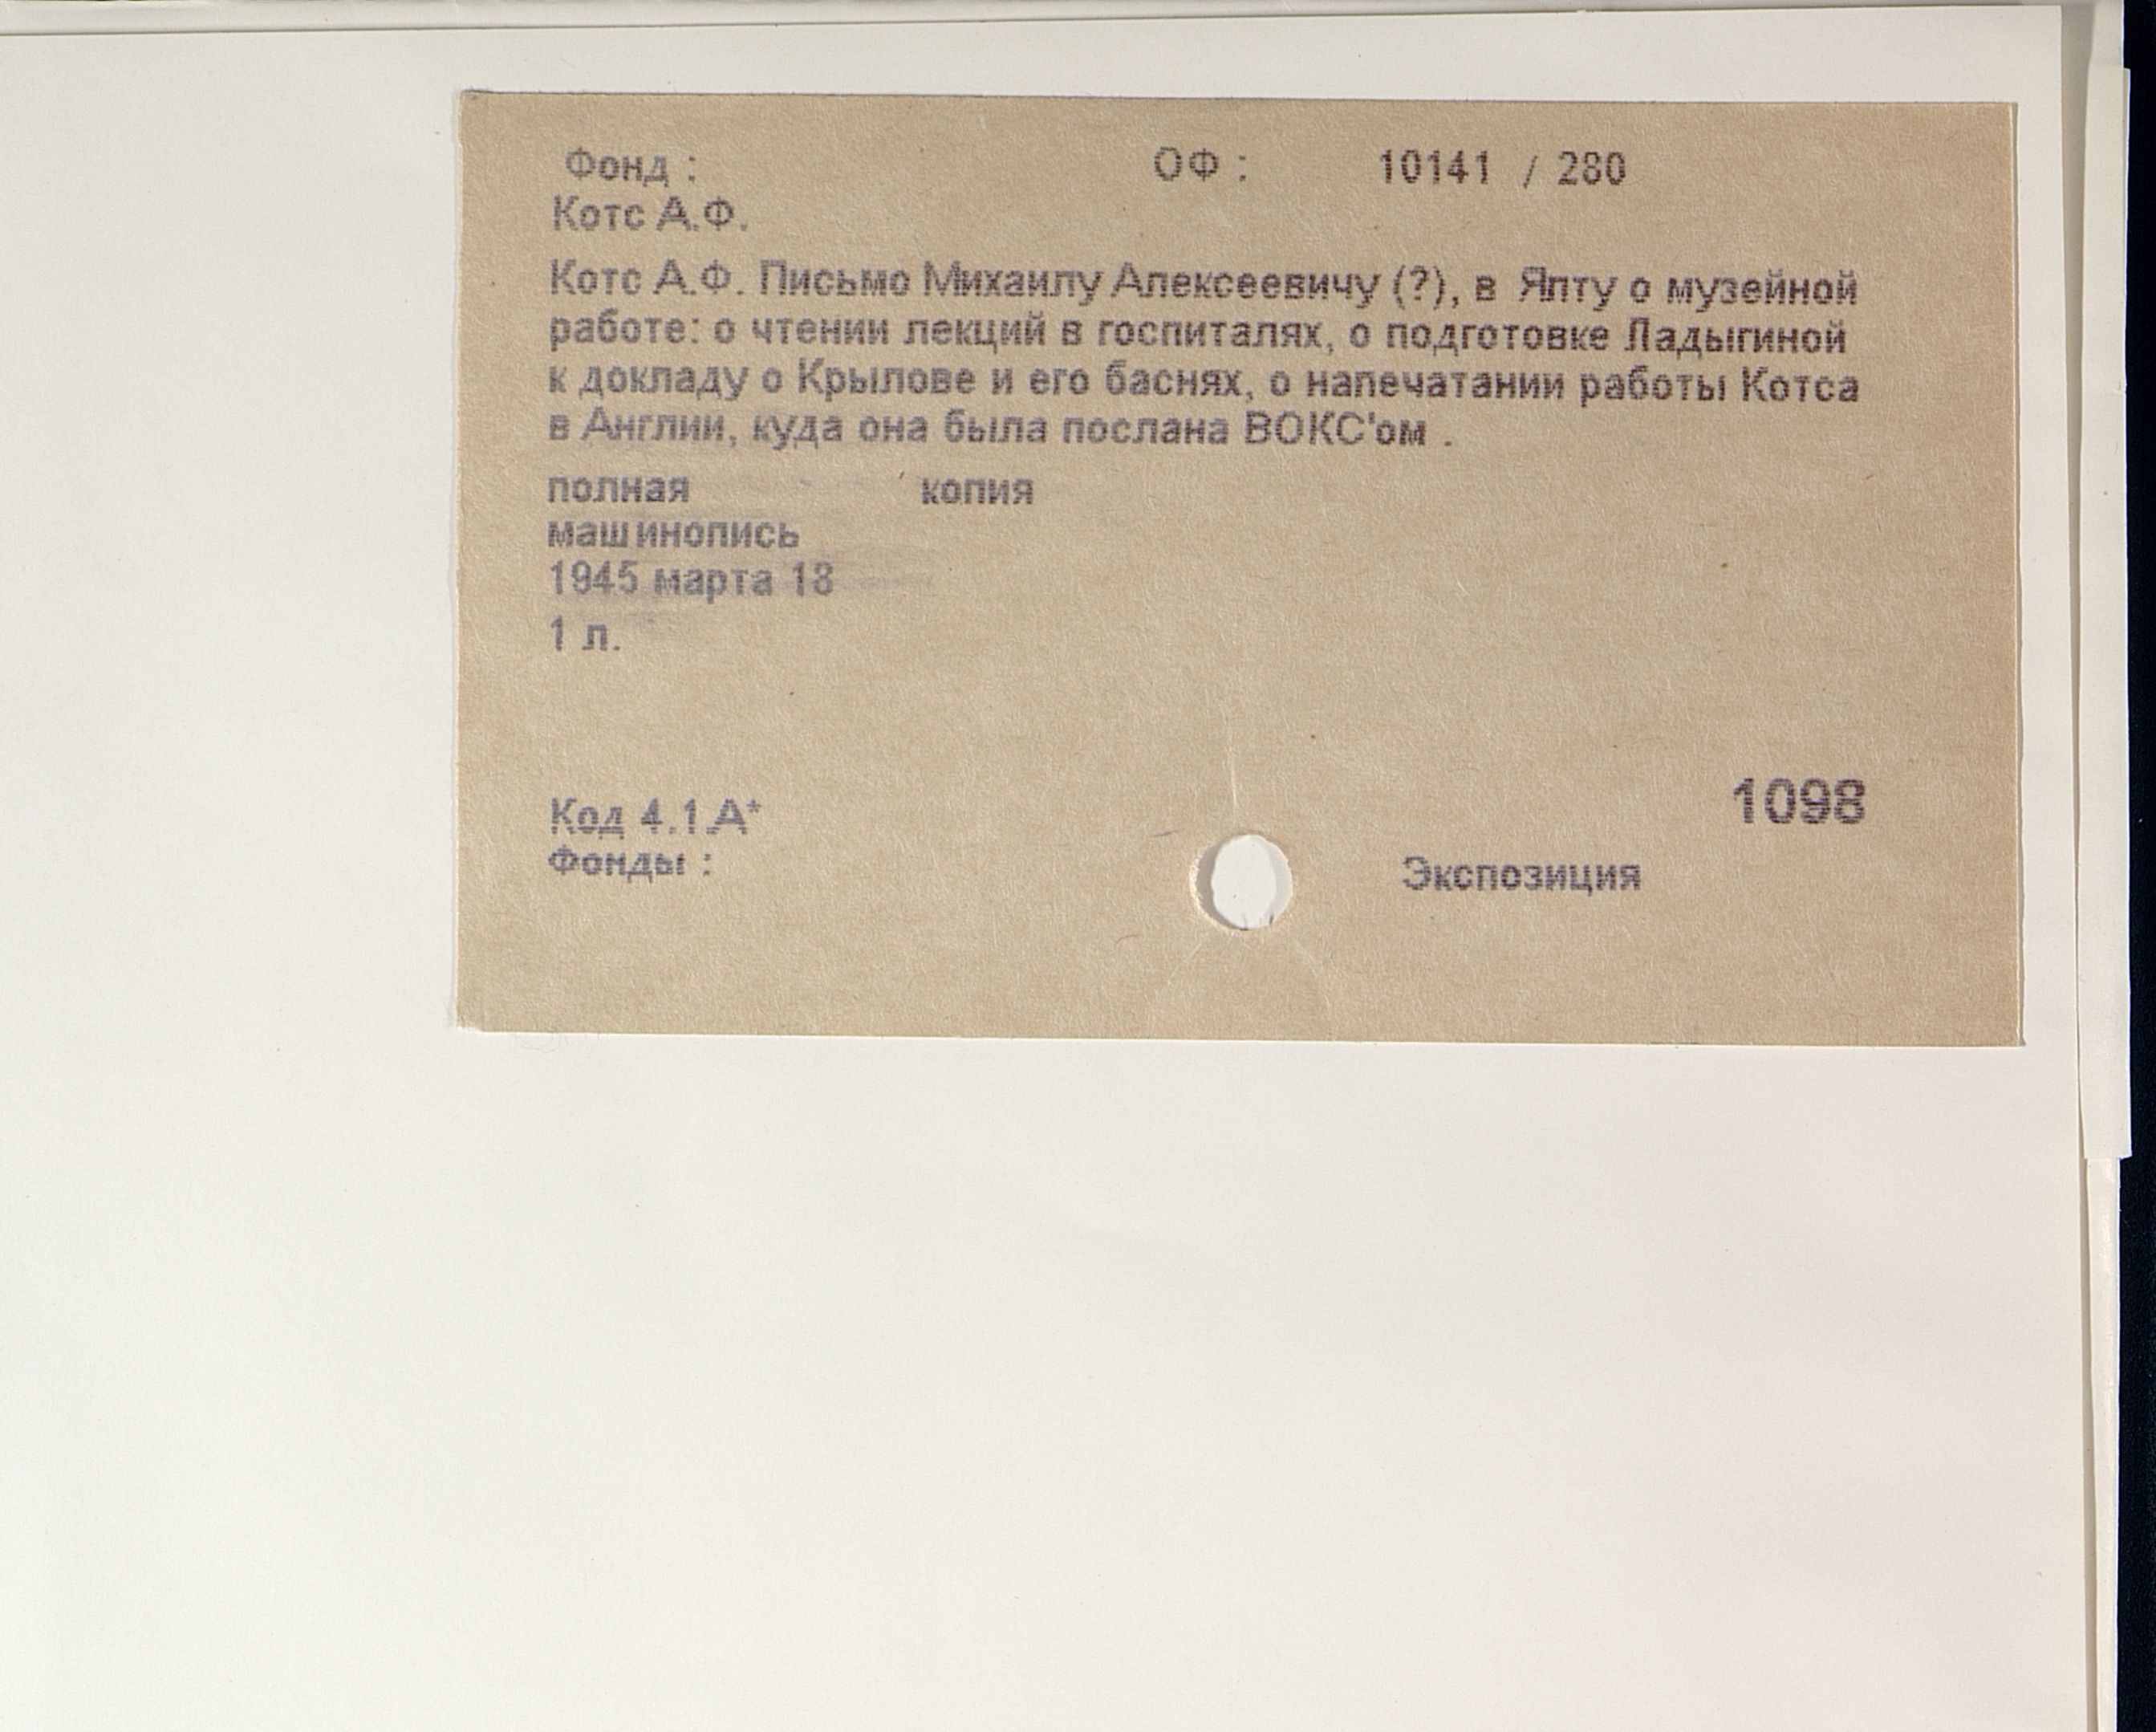 Фонд : ОФ : 10141 / 280
Котс А.Ф.
Котс А.Ф. Письмо Михаилу Алексеевичу (?), в Ялту о музейной
работе: о чтении лекций в госпиталях, о подготовке Ладыгиной
к докладу о Крылове и его баснях, о напечатании работы Котса
в Англии, куда она была послана ВОКС'ом .
полная копия
машинопись
1945 марта 18
1 л.
1098
Код 4.1.А*
Фонды :
Экспозиция